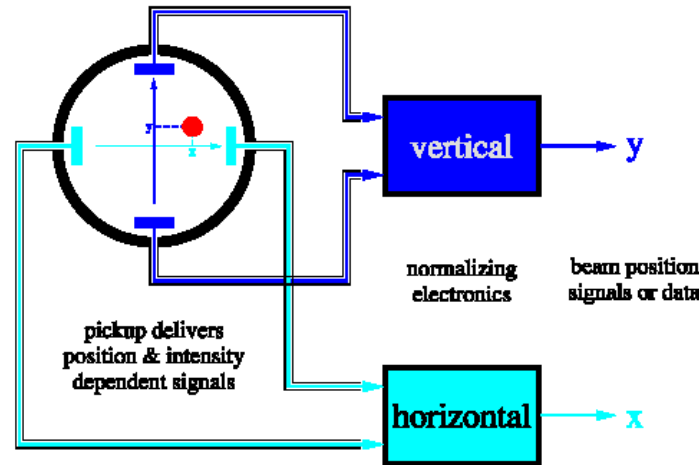 y
x
vertical
y
normalizing
electronics
beam position
signals or data
pickup delivers
position & intensity
dependent signals
horizontal
x